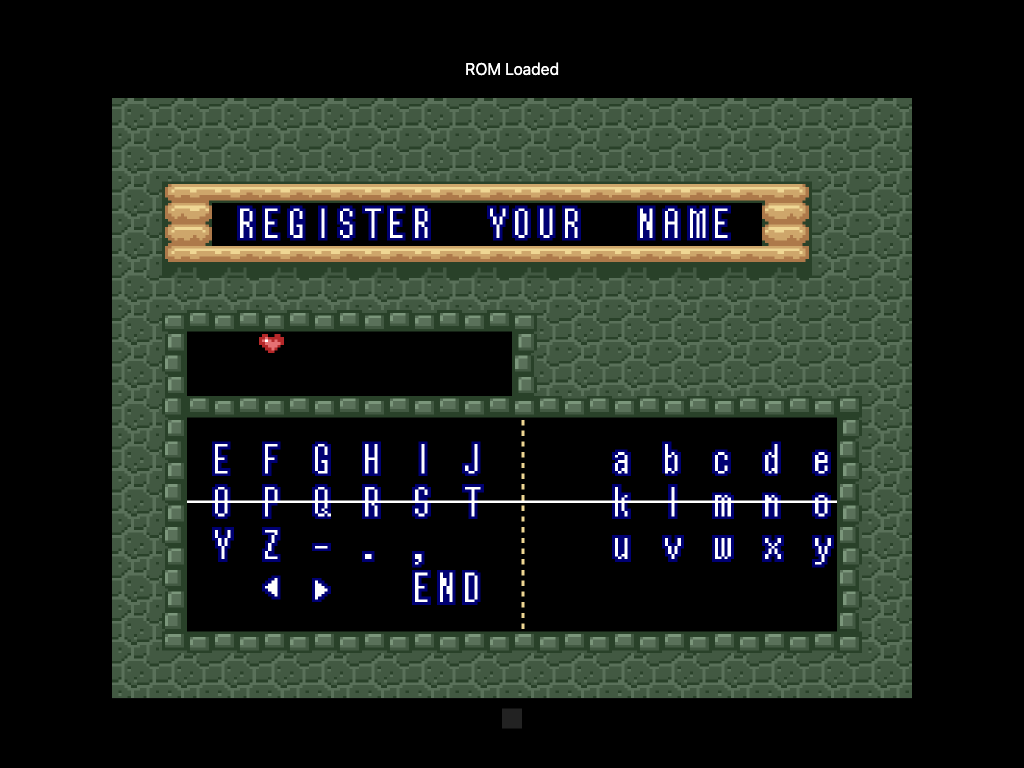 ROM Loaded
REGISTER YOUR NAME
E F G H I J a b c d e
O P Q R S T k l m n o
Y Z - . , u v w x y
END